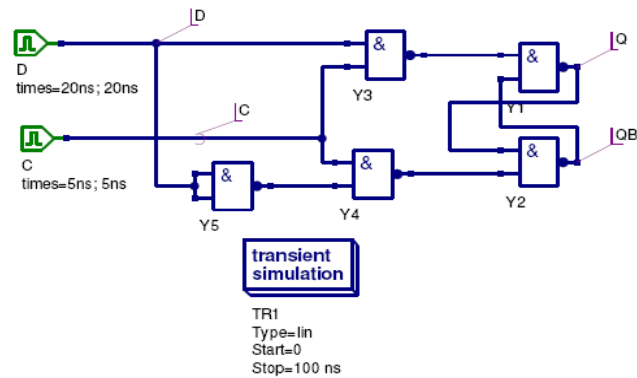 D
Q
&
&
D
times=20ns; 20ns
Y3
Y1
C
QB
&
&
&
C
times=5ns; 5ns
Y5
Y4
Y2
transient
simulation
TR1
Type=lin
Start=0
Stop=100 ns